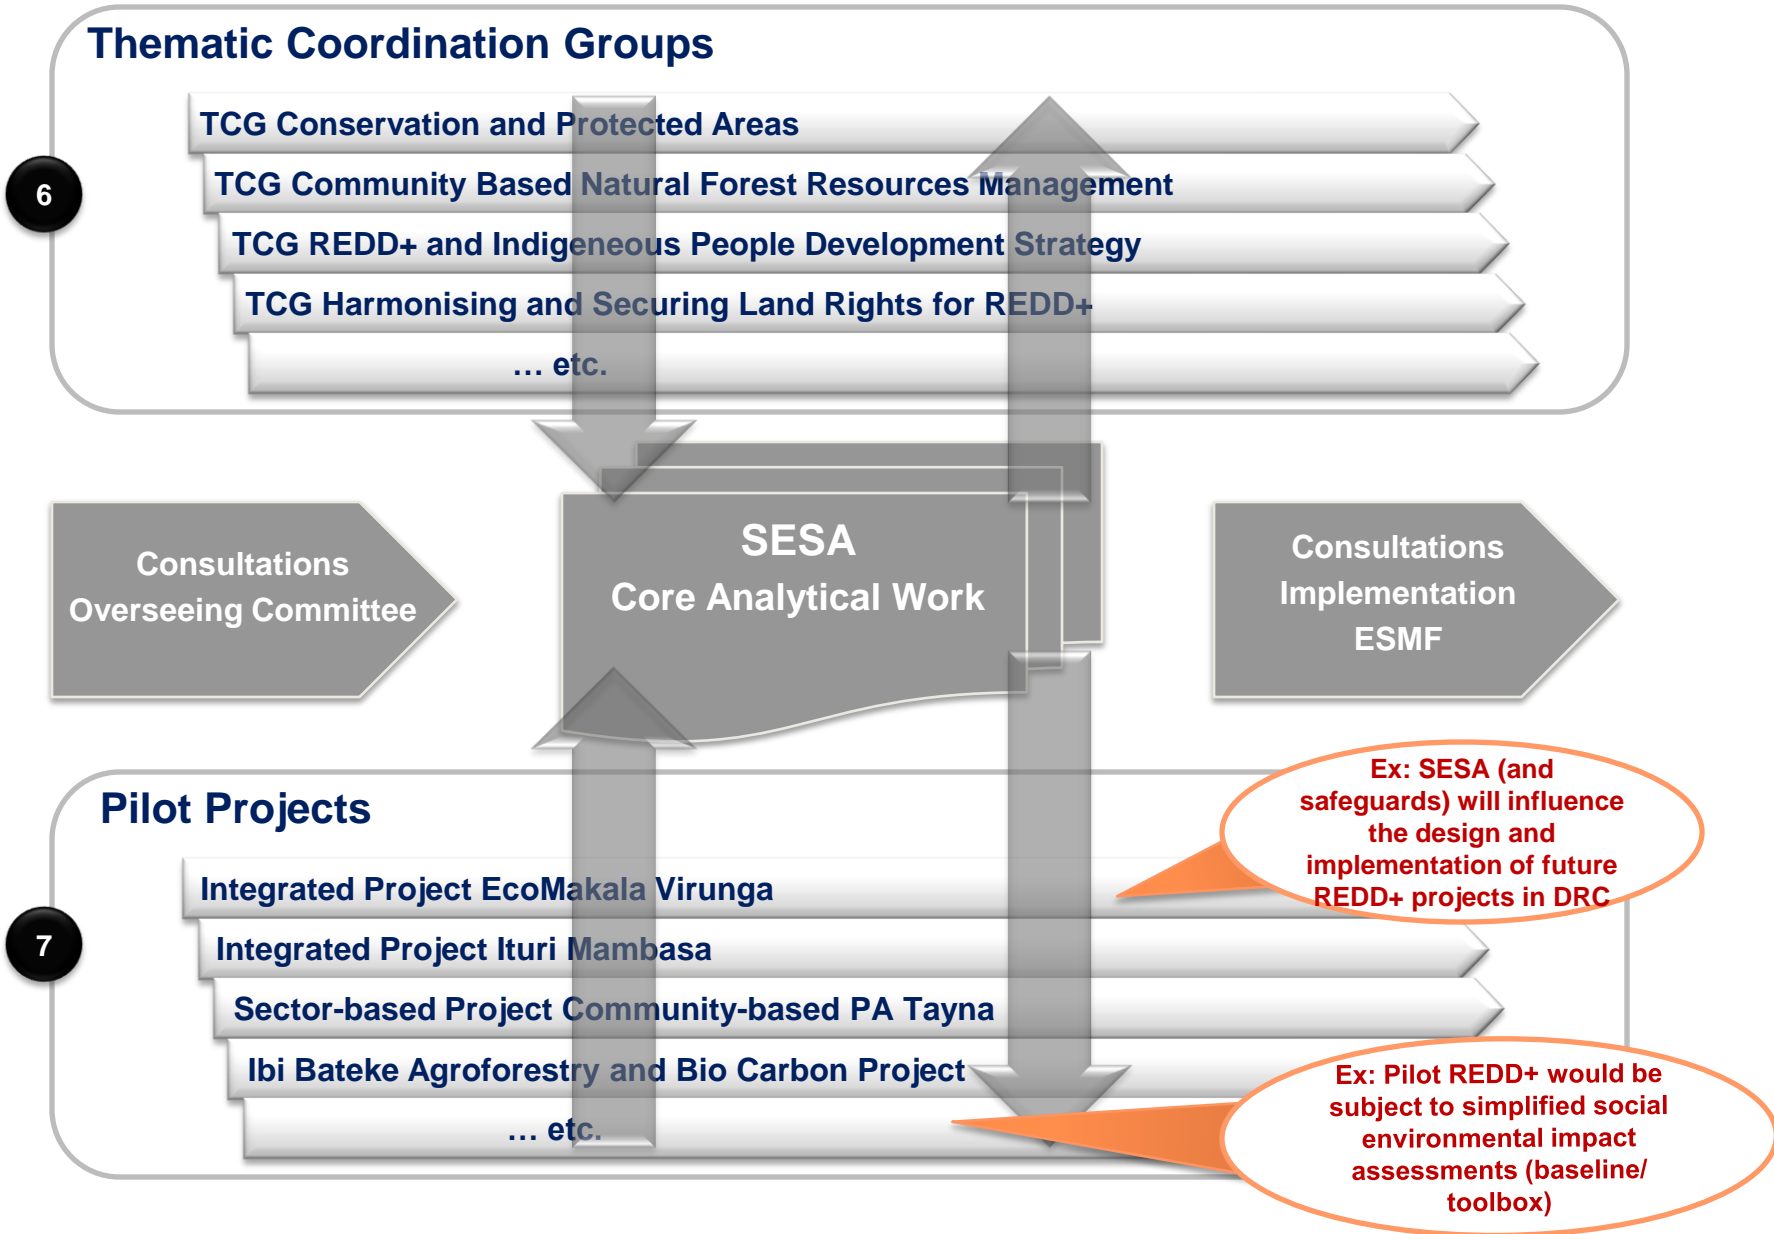 Thematic Coordination Groups
6
TCG Conservation and Protected Areas
TCG Community Based Natural Forest Resources Management
TCG REDD+ and Indigeneous People Development Strategy
TCG Harmonising and Securing Land Rights for REDD+
... etc.
Consultations
Overseeing Committee
SESA
Core Analytical Work
Consultations
Implementation
ESMF
Pilot Projects
7
Integrated Project EcoMakala Virunga
Integrated Project Ituri Mambasa
Sector-based Project Community-based PA Tayna
Ibi Bateke Agroforestry and Bio Carbon Project
... etc.
Ex: SESA (and
safeguards) will influence
the design and
implementation of future
REDD+ projects in DRC
Ex: Pilot REDD+ would be
subject to simplified social
environmental impact
assessments (baseline/
toolbox)